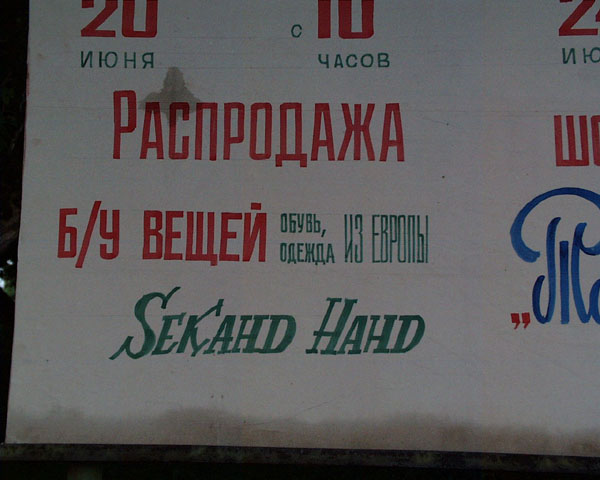 20 с 10
ИЮНЯ ЧАСОВ
РАСПРОДАЖА
Б/У ВЕЩЕЙ ОБУВЬ, ОДЕЖДА ИЗ ЕВРОПЫ
SEKAHD HAHD